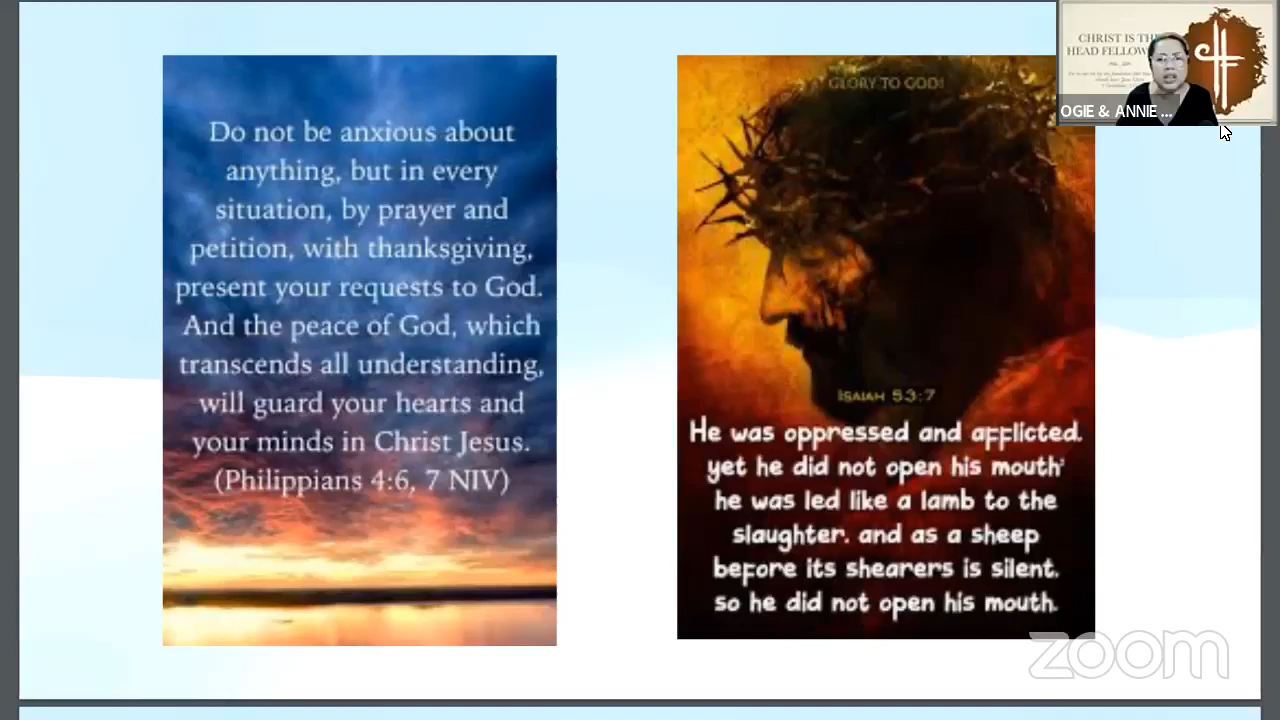 Do not be anxious about
anything, but in every
situation, by prayer and
petition, with thanksgiving,
present your requests to God.
And the peace of God, which
transcends all understanding,
will guard your hearts and
your minds in Christ Jesus.
(Philippians 4:6, 7 NIV)
GLORY TO GOD!
ISAIAH 53:7
He was oppressed and afflicted.
yet he did not open his mouth'
he was led like a lamb to the
slaughter. and as a sheep
before its shearers is silent.
so he did not open his mouth.
CHRIST IS TH
HEAD FELLOW
OGIE & ANNIE ...
zoom